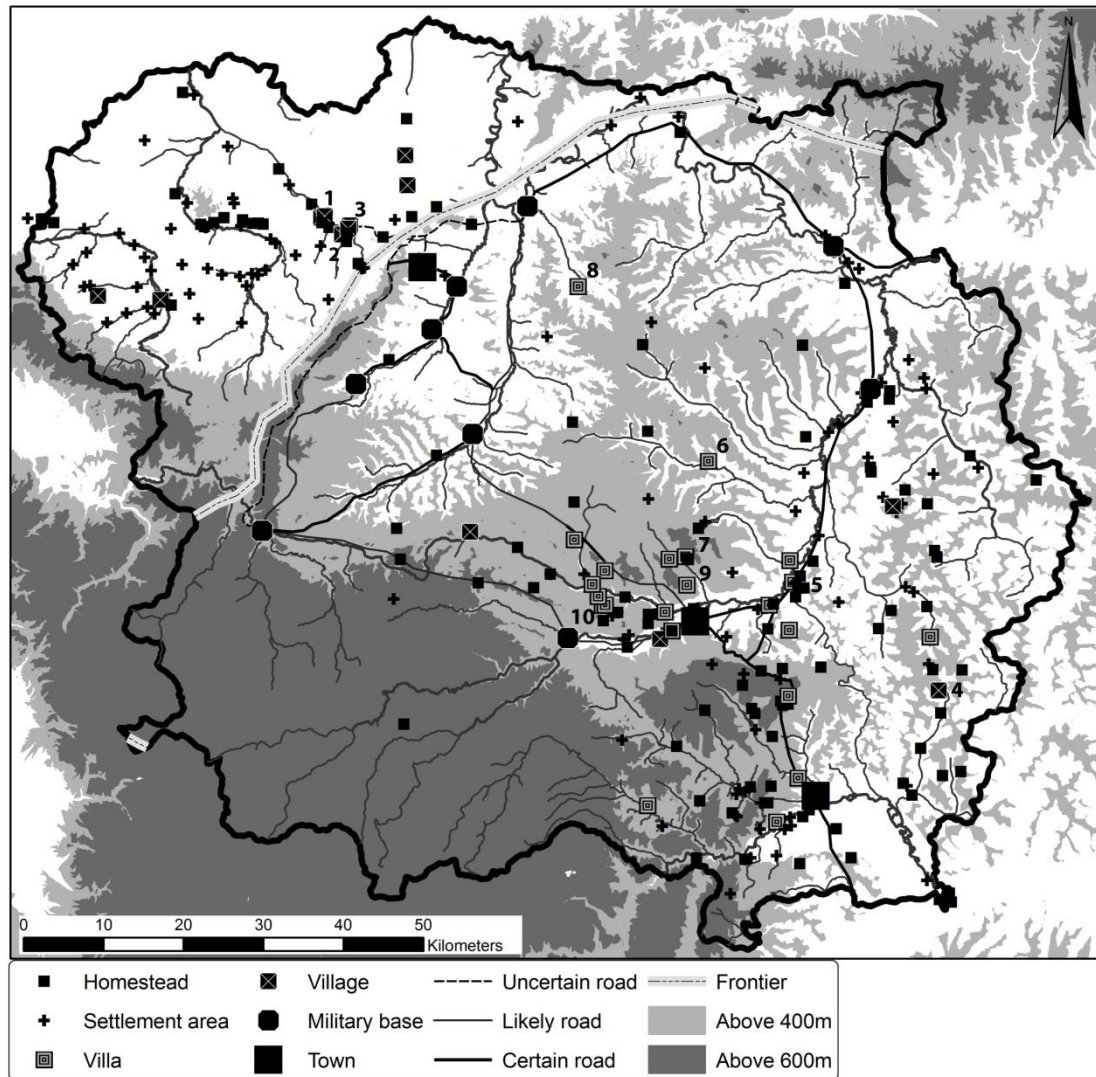 N
1
3
2
8
6
7
9
5
10
4
0 10 20 30 40 50
Kilometers
Homestead Village Uncertain road Frontier
Settlement area Military base Likely road Above 400m
Villa Town Certain road Above 600m